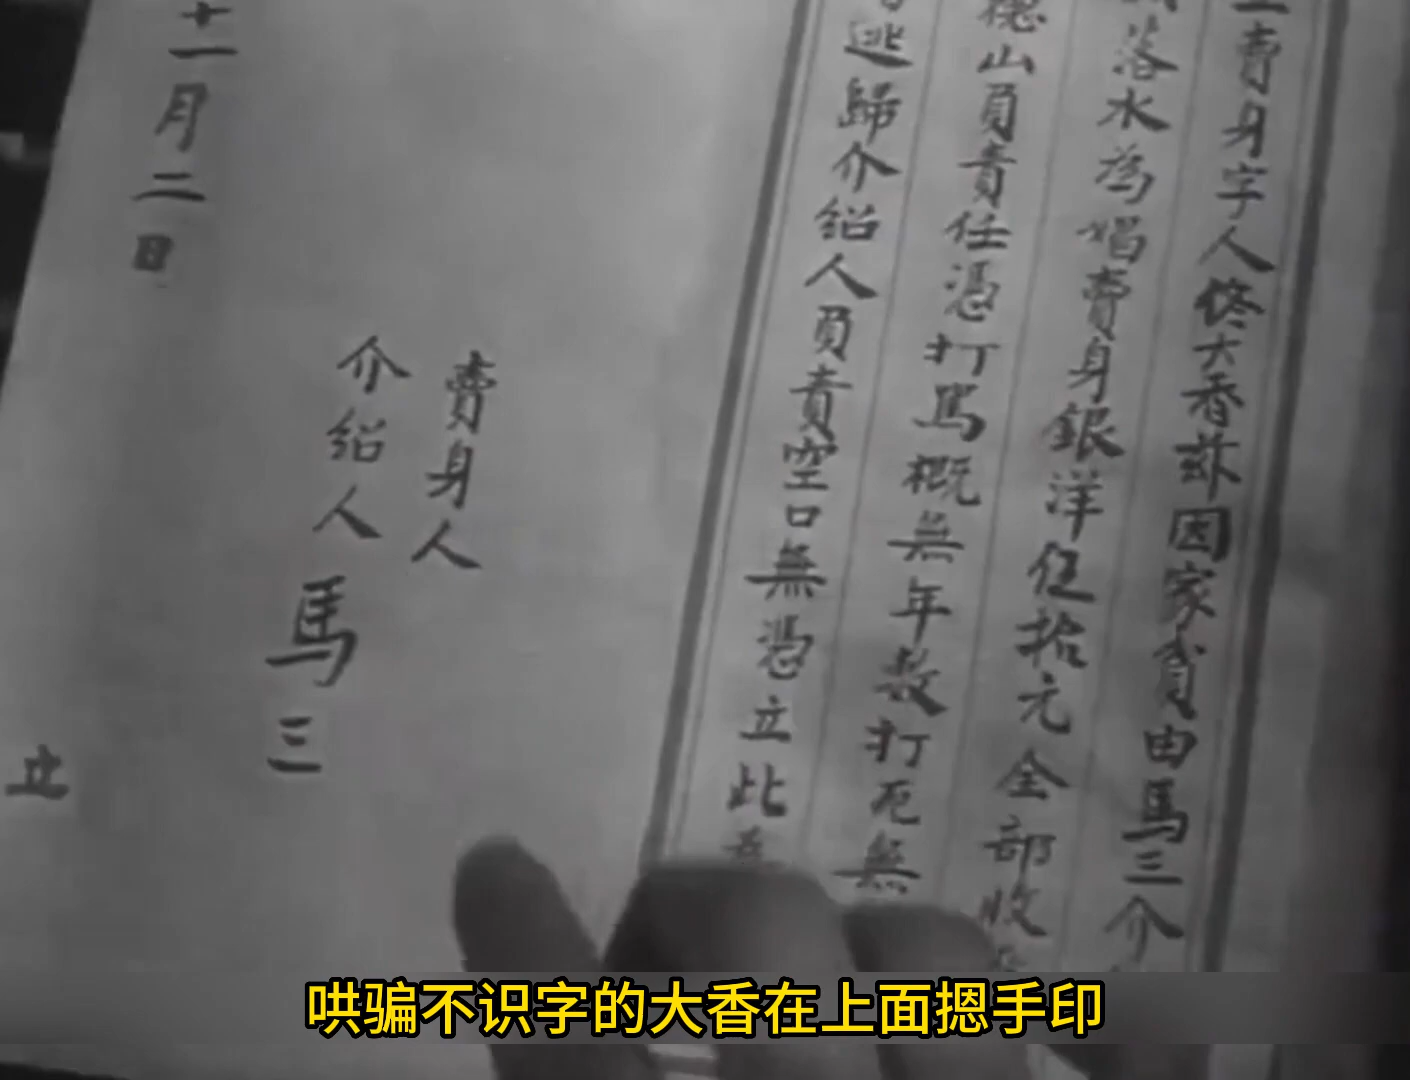 賣身字人佟大香茲因家貧由馬三介
落水為娼賣身銀洋伍拾元全部收
德山負責任憑打罵概無年數打死無
逃歸介紹人負責空口無憑立此
賣身人
介紹人 馬三
十一月二日
立
哄骗不识字的大香在上面摁手印